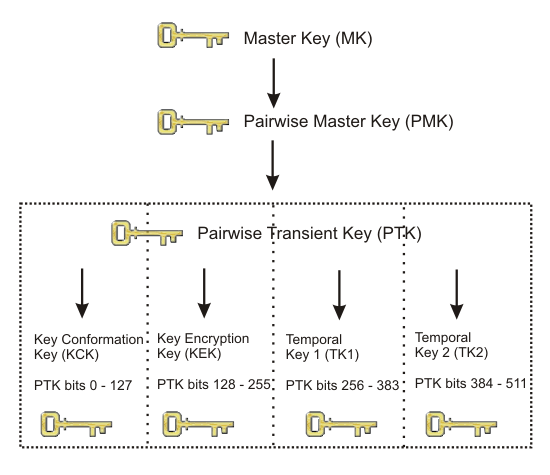 Master Key (MK)
Pairwise Master Key (PMK)
Pairwise Transient Key (PTK)
Key Conformation
Key (KCK)
PTK bits 0 - 127
Key Encryption
Key (KEK)
PTK bits 128 - 255
Temporal
Key 1 (TK1)
PTK bits 256 - 383
Temporal
Key 2 (TK2)
PTK bits 384 - 511